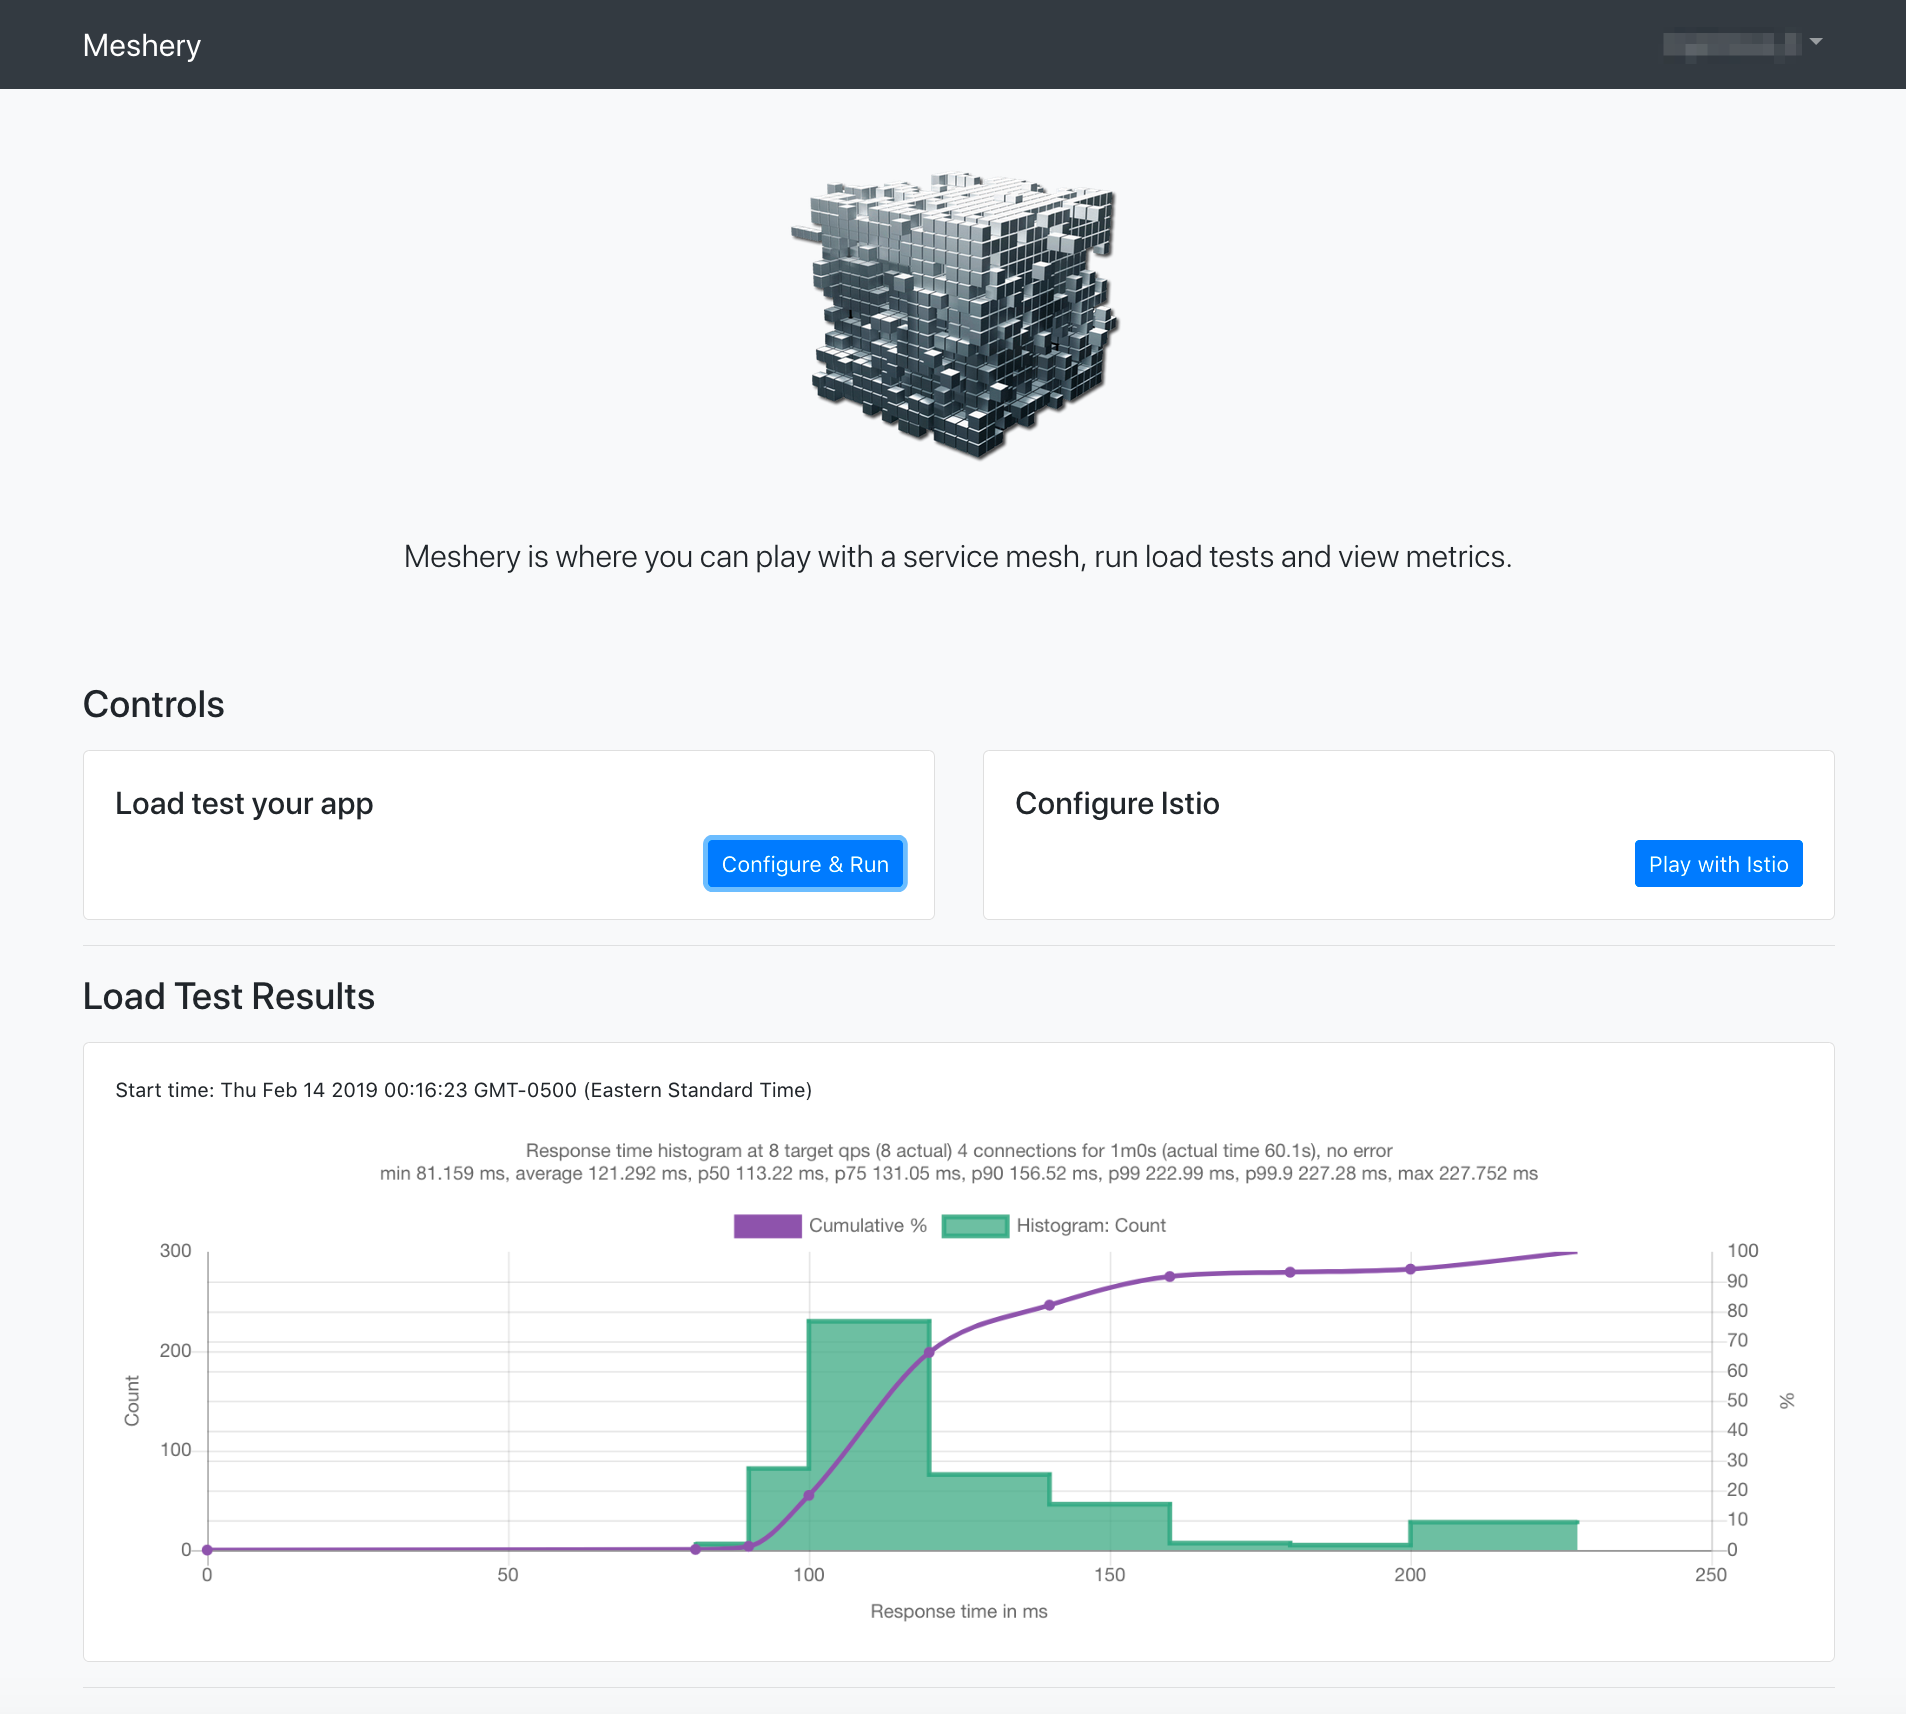 Meshery
Meshery is where you can play with a service mesh, run load tests and view metrics.
Controls
Load test your app
Configure & Run
Configure Istio
Play with Istio
Load Test Results
Start time: Thu Feb 14 2019 00:16:23 GMT-0500 (Eastern Standard Time)
Response time histogram at 8 target qps (8 actual) 4 connections for 1m0s (actual time 60.1s), no error
min 81.159 ms, average 121.292 ms, p50 113.22 ms, p75 131.05 ms, p90 156.52 ms, p99 222.99 ms, p99.9 227.28 ms, max 227.752 ms
Cumulative % Histogram: Count
300
200
100
0
Count
100
90
80
70
60
50
40
30
20
10
0
%
0 50 100 150 200 250
Response time in ms